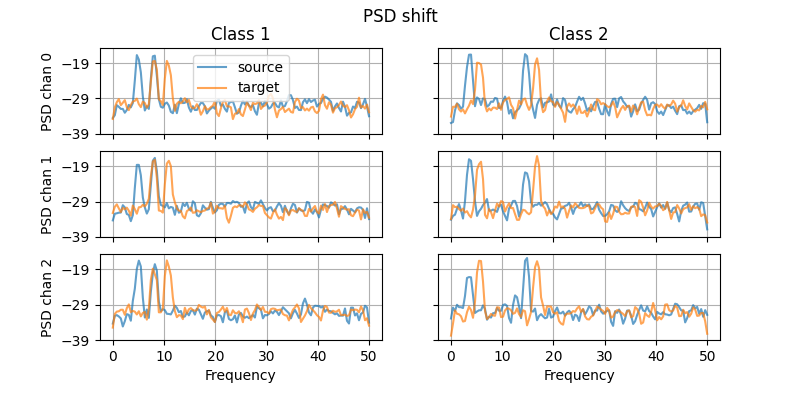 PSD shift
Class 1
Class 2
PSD chan 0
−19
−29
−39
source
target
PSD chan 1
−19
−29
−39
PSD chan 2
−19
−29
−39
0 10 20 30 40 50
0 10 20 30 40 50
Frequency
Frequency